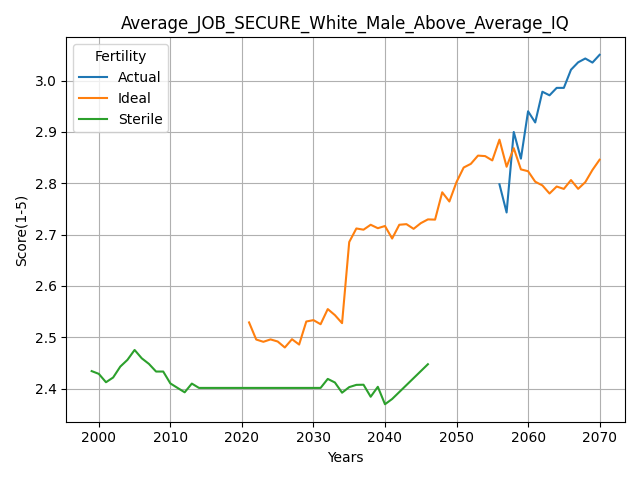 Average_JOB_SECURE_White_Male_Above_Average_IQ
Fertility
Actual
Ideal
Sterile
Score(1-5)
3.0
2.9
2.8
2.7
2.6
2.5
2.4
2000 2010 2020 2030 2040 2050 2060 2070
Years